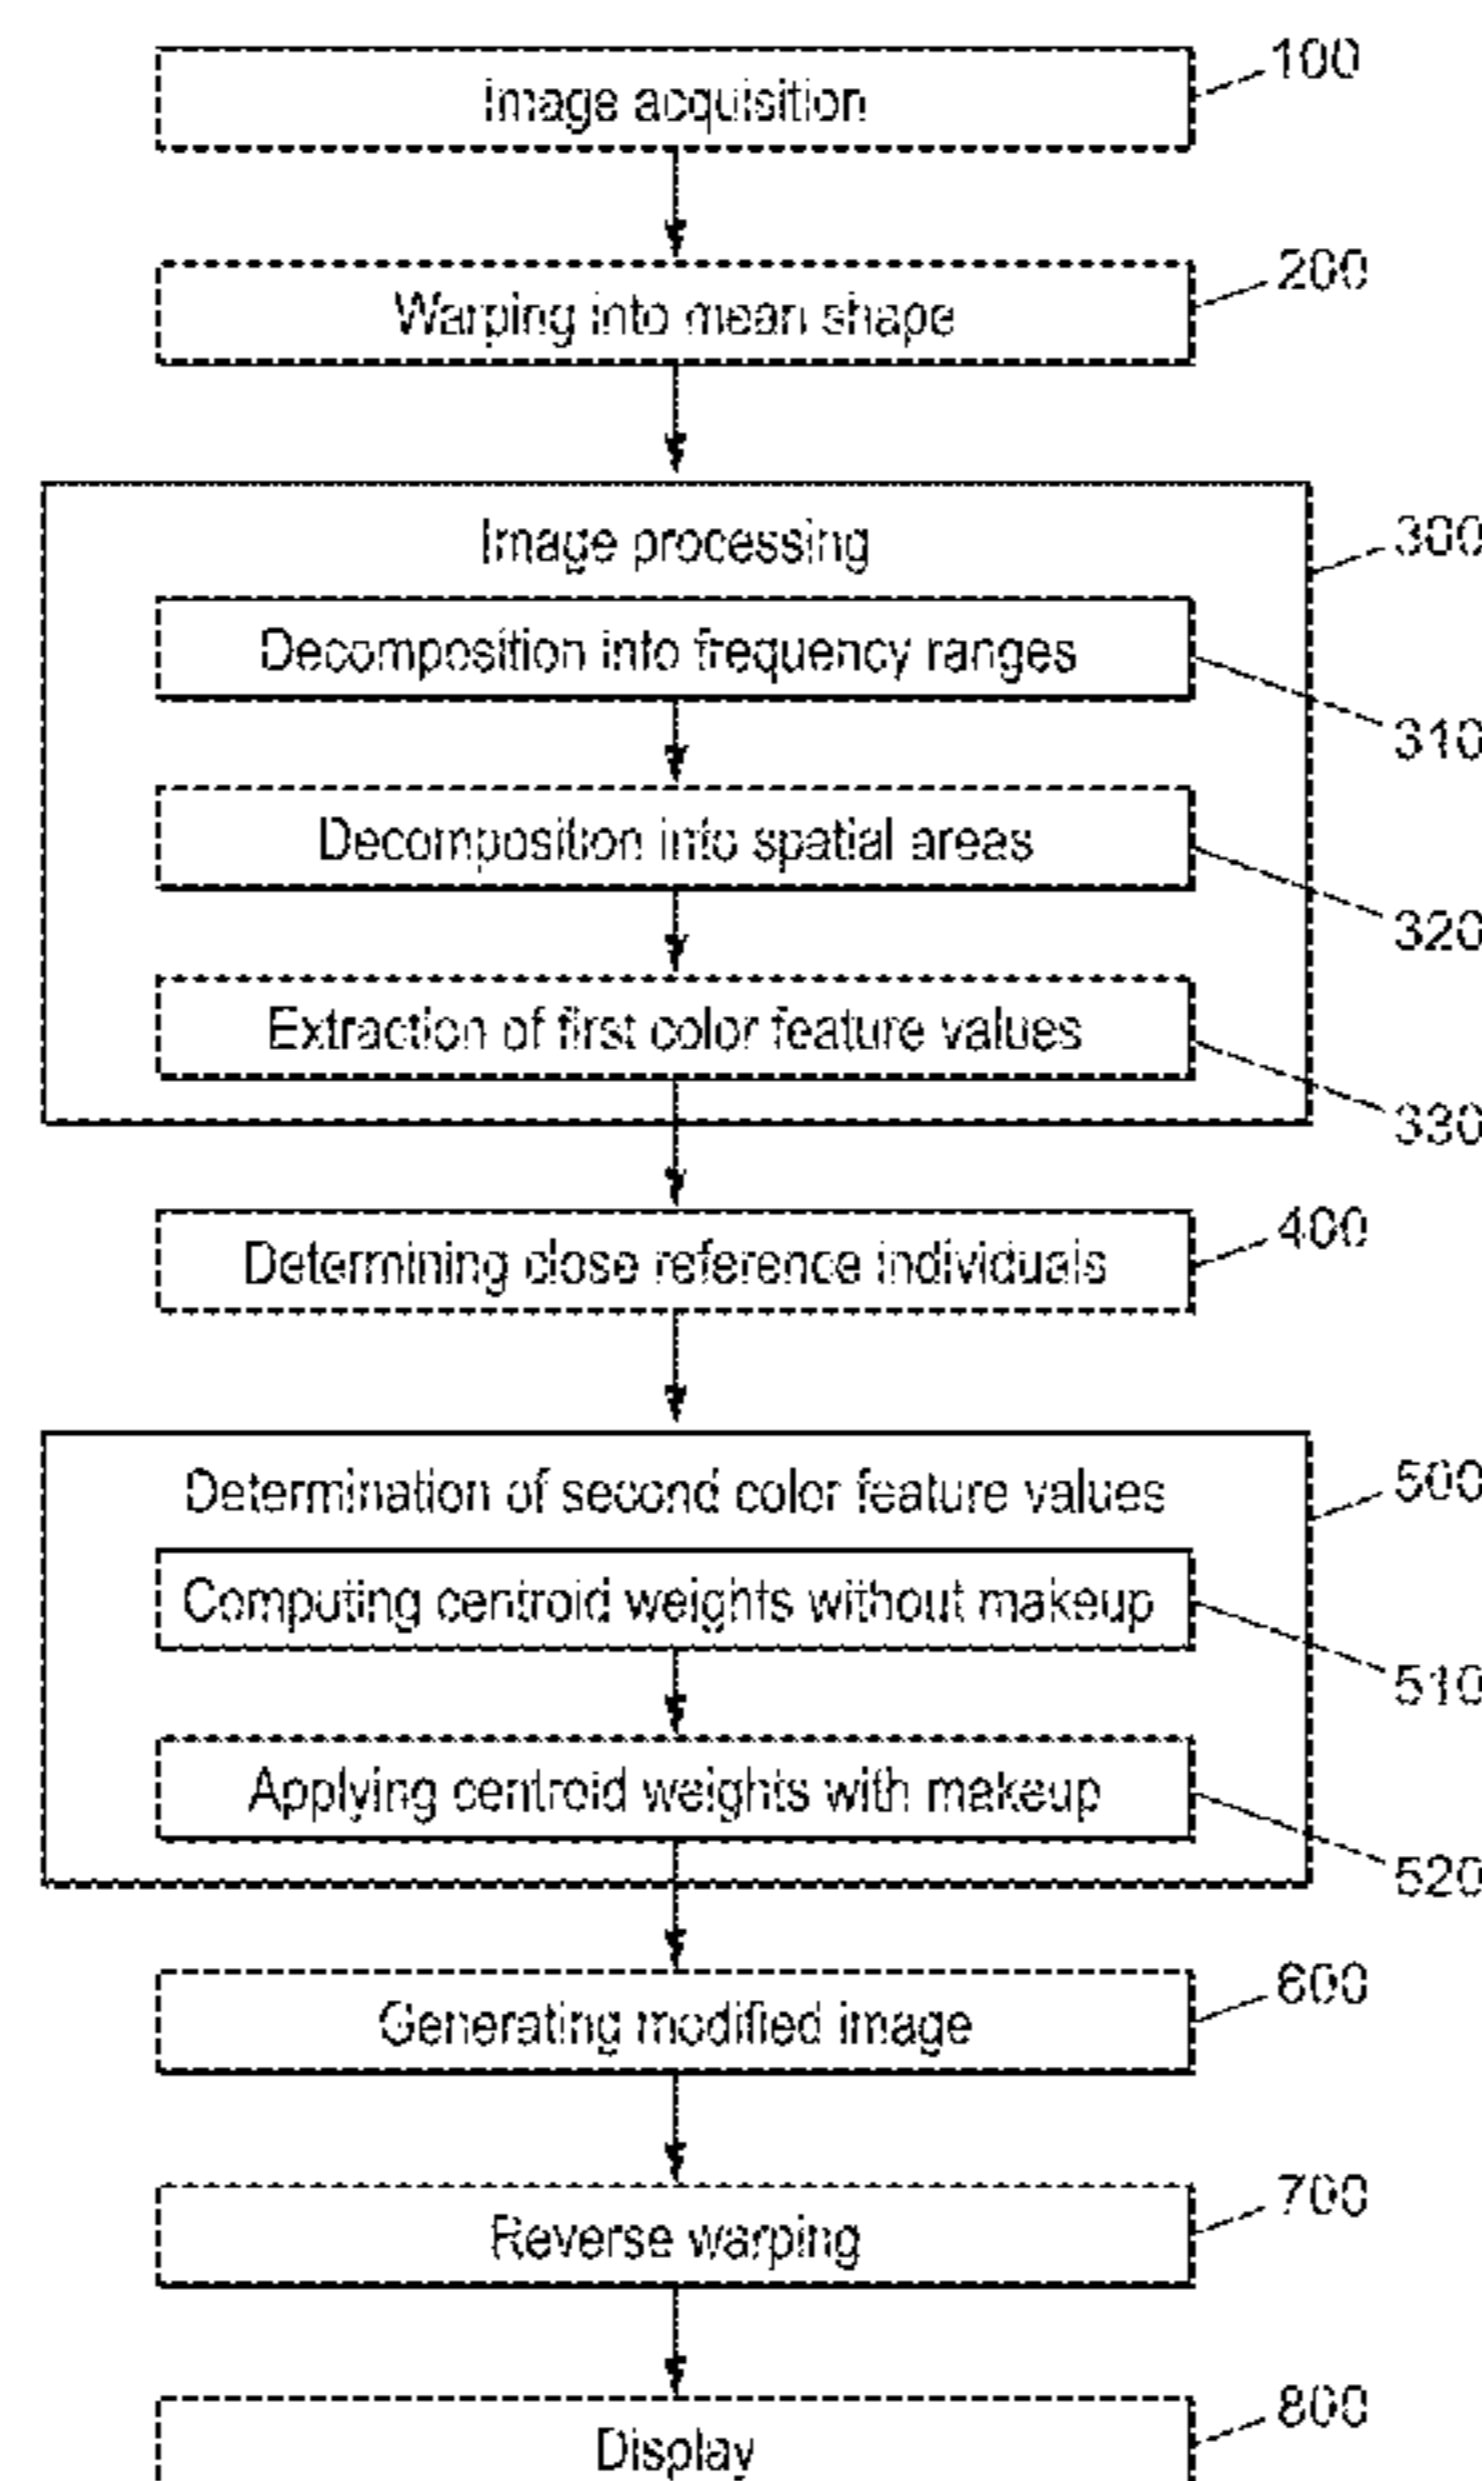 100
Image acquisition
200
Warping into mean shape
300
Image processing
Decomposition into frequency ranges
310
Decomposition into spatial areas
320
Extraction of first color feature values
330
400
Determining close reference individuals
500
Determination of second color feature values
Computing centroid weights without makeup
510
Applying centroid weights with makeup
520
600
Generating modified image
700
Reverse warping
800
Display